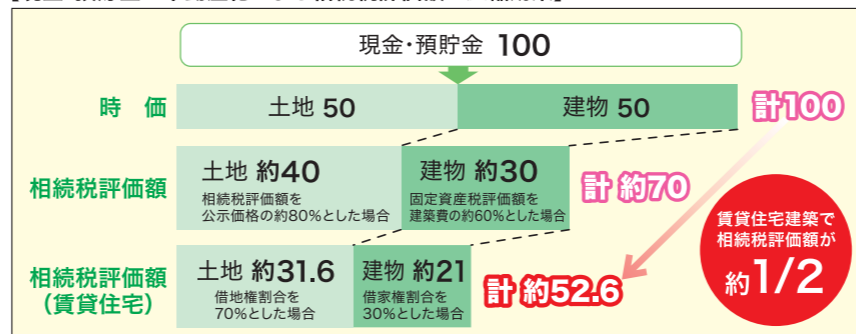 現金・預貯金 100
時　価
土地 50
建物 50
計100
相続税評価額
土地 約40
相続税評価額を
公示価格の約80%とした場合
建物 約30
固定資産税評価額を
建築費の約60%とした場合
計 約70
相続税評価額
(賃貸住宅)
土地 約31.6
借地権割合を
70%とした場合
建物 約21
借家権割合を
30%とした場合
計 約52.6
賃貸住宅建築で
相続税評価額が
約1/2